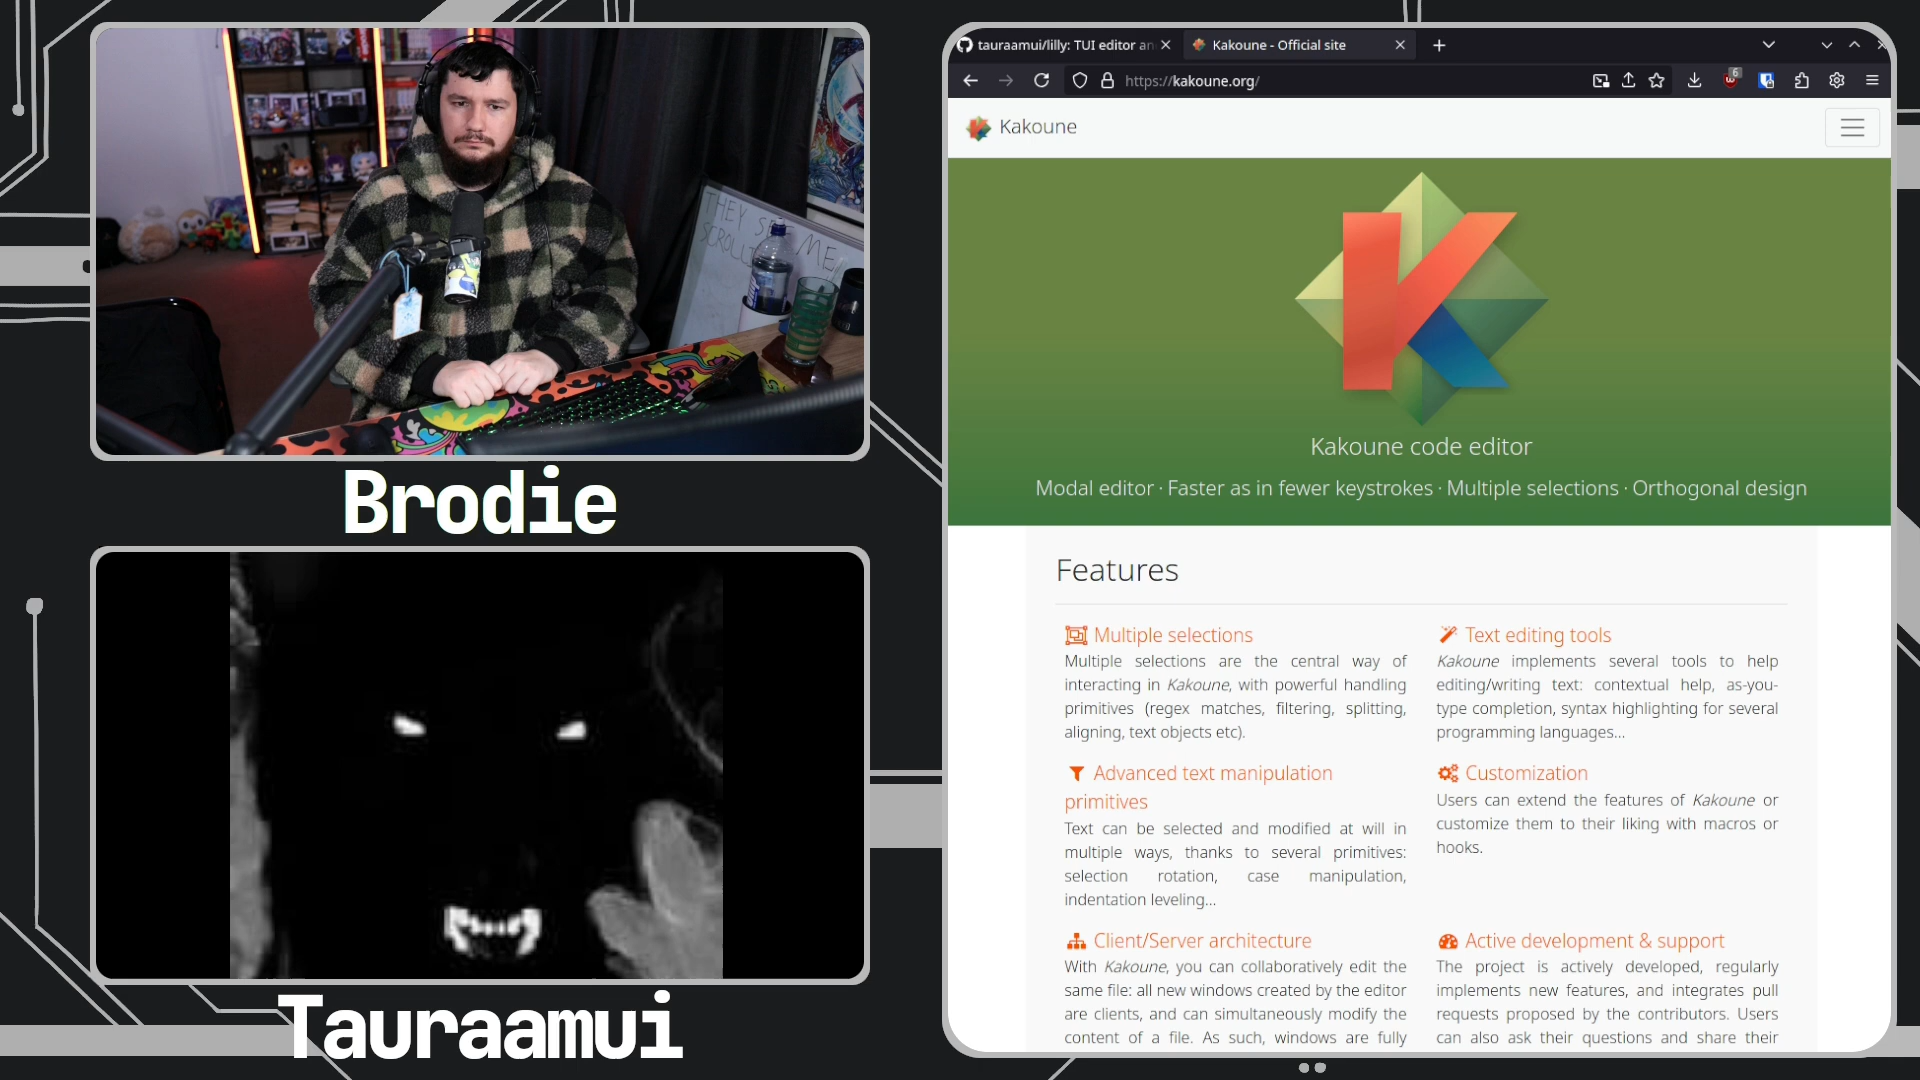 THEY SE ME
SCROLL
Brodie
Tauraamui
tauraamui/lilly: TUI editor an
Kakoune - Official site
https://kakoune.org/
6
Kakoune
Kakoune code editor
Modal editor · Faster as in fewer keystrokes · Multiple selections · Orthogonal design
Features
Multiple selections
Multiple selections are the central way of
interacting in Kakoune, with powerful handling
primitives (regex matches, filtering, splitting,
aligning, text objects etc).
Text editing tools
Kakoune implements several tools to help
editing/writing text: contextual help, as-you-
type completion, syntax highlighting for several
programming languages...
Advanced text manipulation
primitives
Text can be selected and modified at will in
multiple ways, thanks to several primitives:
selection rotation, case manipulation,
indentation leveling...
Customization
Users can extend the features of Kakoune or
customize them to their liking with macros or
hooks.
Client/Server architecture
With Kakoune, you can collaboratively edit the
same file: all new windows created by the editor
are clients, and can simultaneously modify the
content of a file. As such, windows are fully
Active development & support
The project is actively developed, regularly
implements new features, and integrates pull
requests proposed by the contributors. Users
can also ask their questions and share their